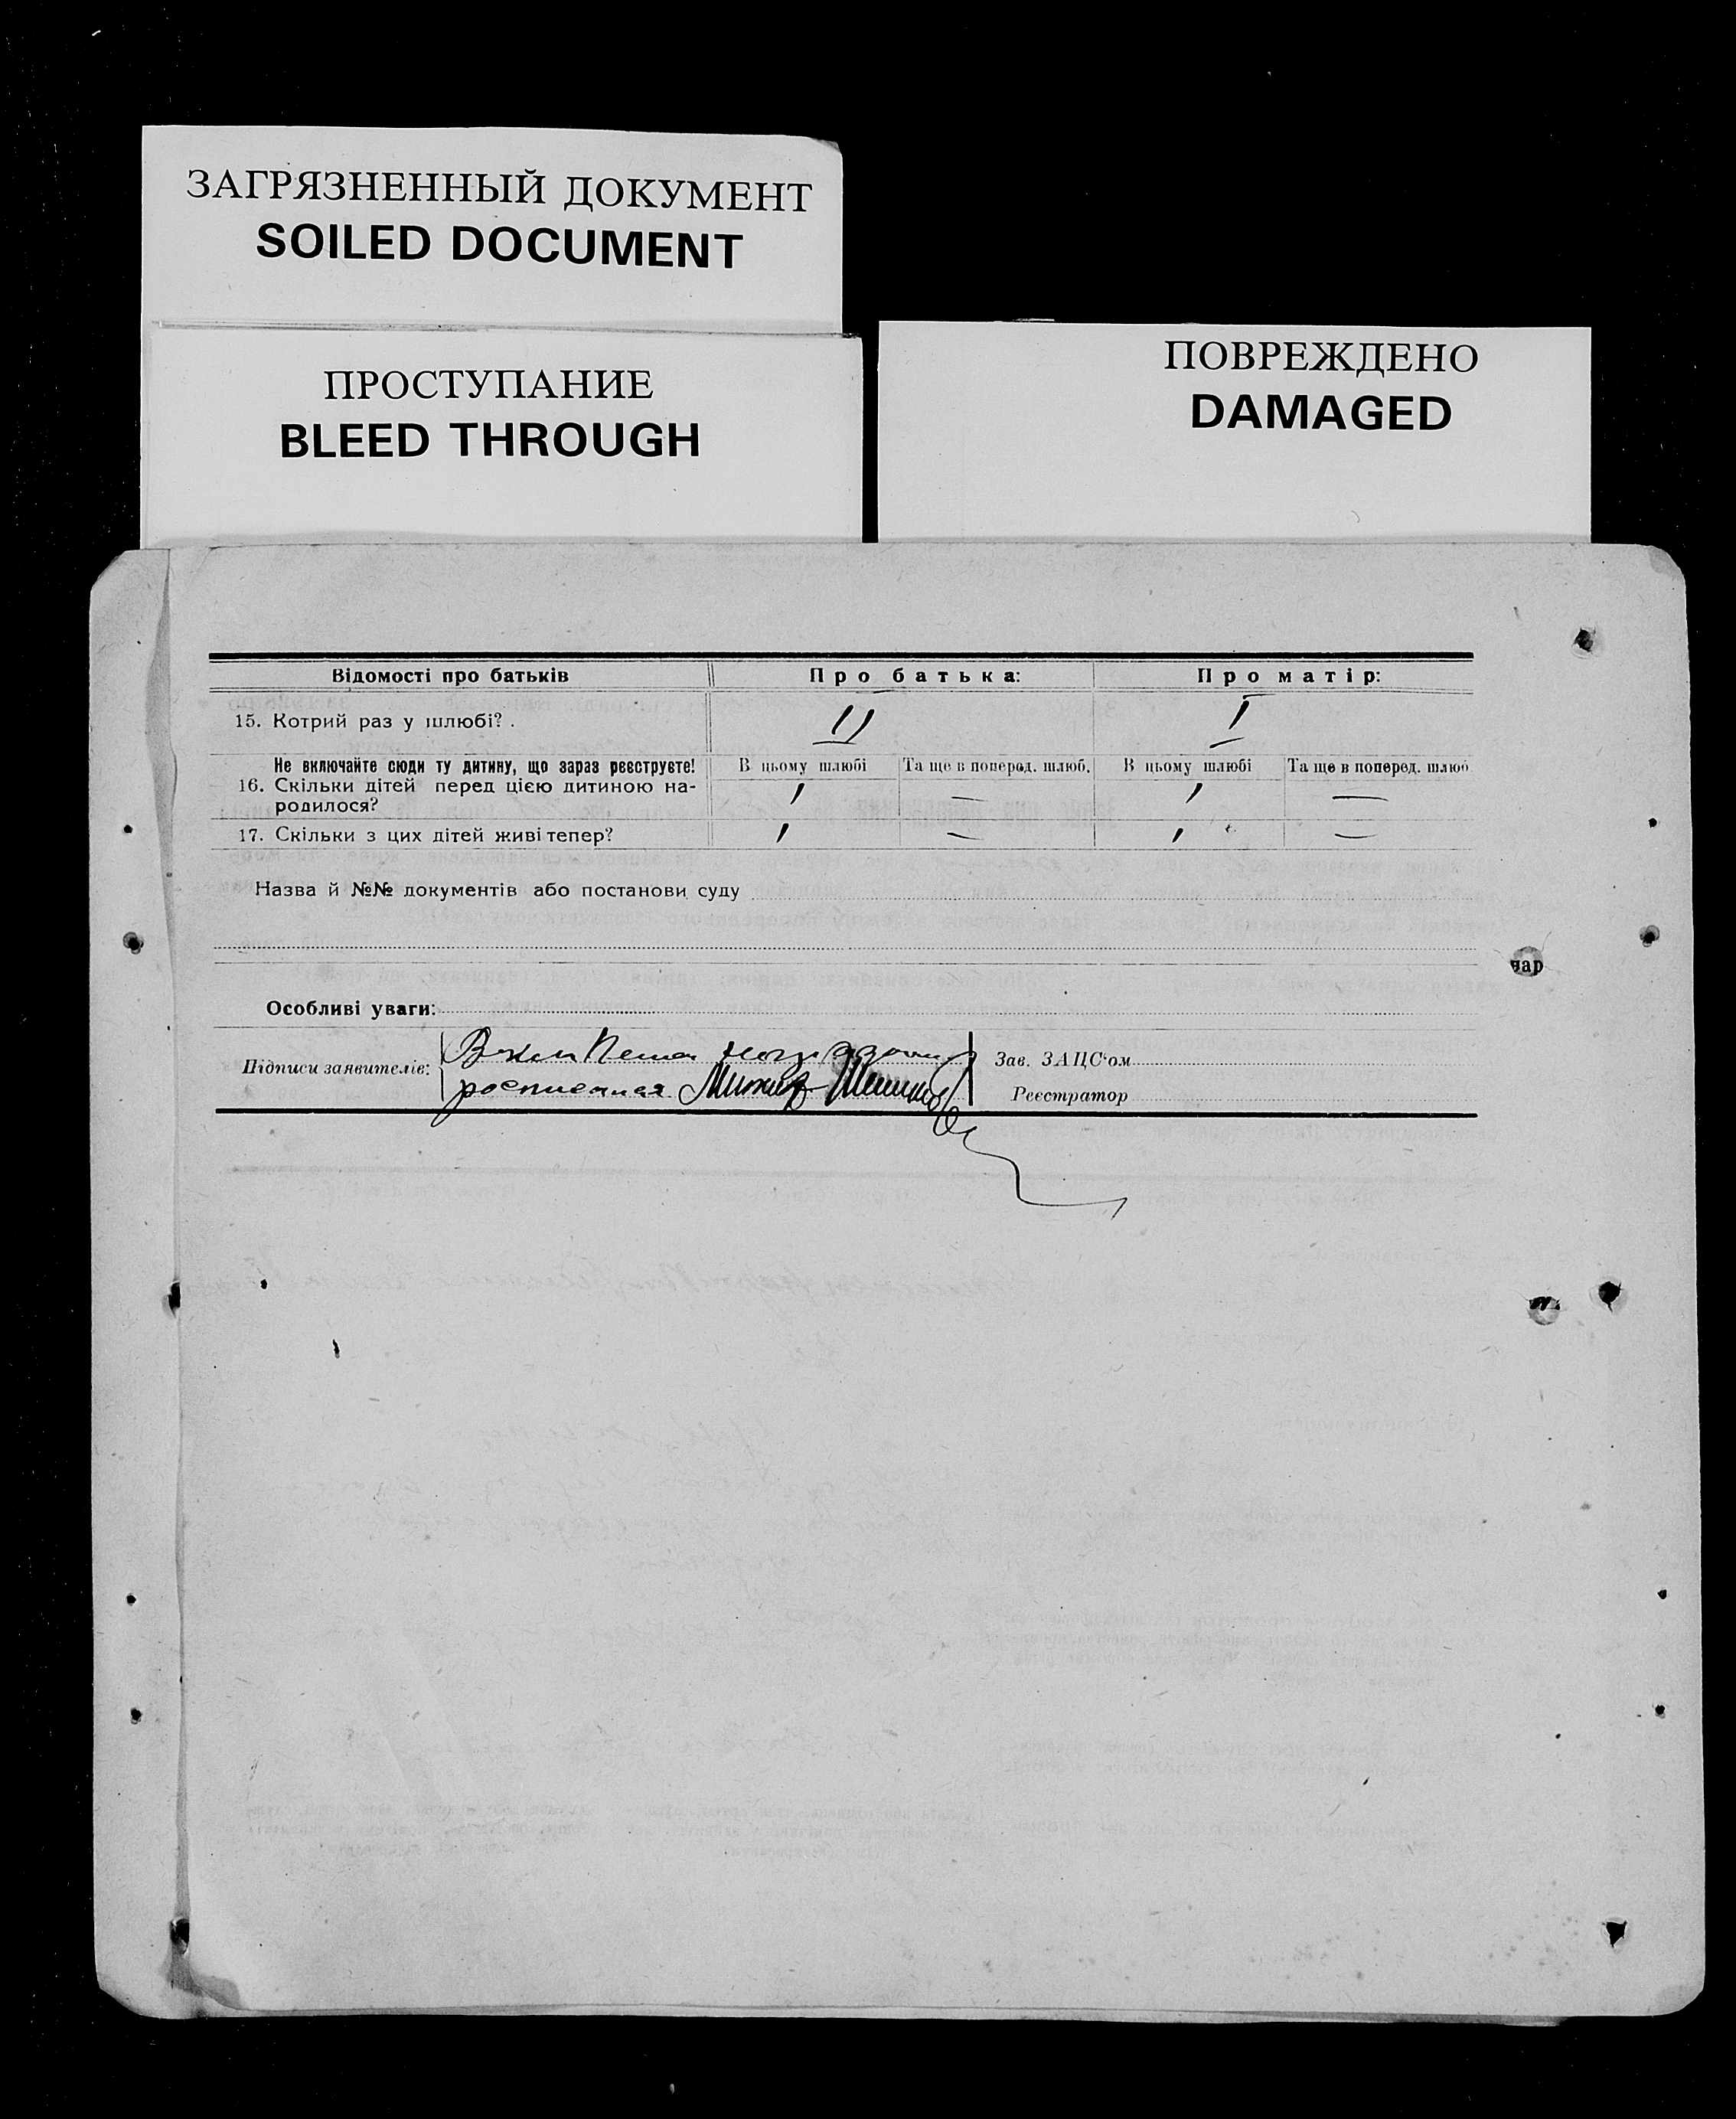 ЗАГРЯЗНЕННЫЙ ДОКУМЕНТ
SOILED DOCUMENT
ПРОСТУПАНИЕ
BLEED THROUGH
ПОВРЕЖДЕНО
DAMAGED
Відомості про батьків Про батька: Про матір:
15. Котрий раз у шлюбі? . II I
Не включайте сюди ту дитину, що зараз реєструєте! В цьому шлюбі Та ще в поперед. шлюб. В цьому шлюбі Та ще в поперед. шлюб
16. Скільки дітей перед цією дитиною на-
родилося? 1 — 1 —
17. Скільки з цих дітей живі тепер? 1 — 1 —
Назва й №№ документів або постанови суду
чар
Особливі уваги:
Підписи заявителів: Зав. ЗАЦС'ом
Реєстратор